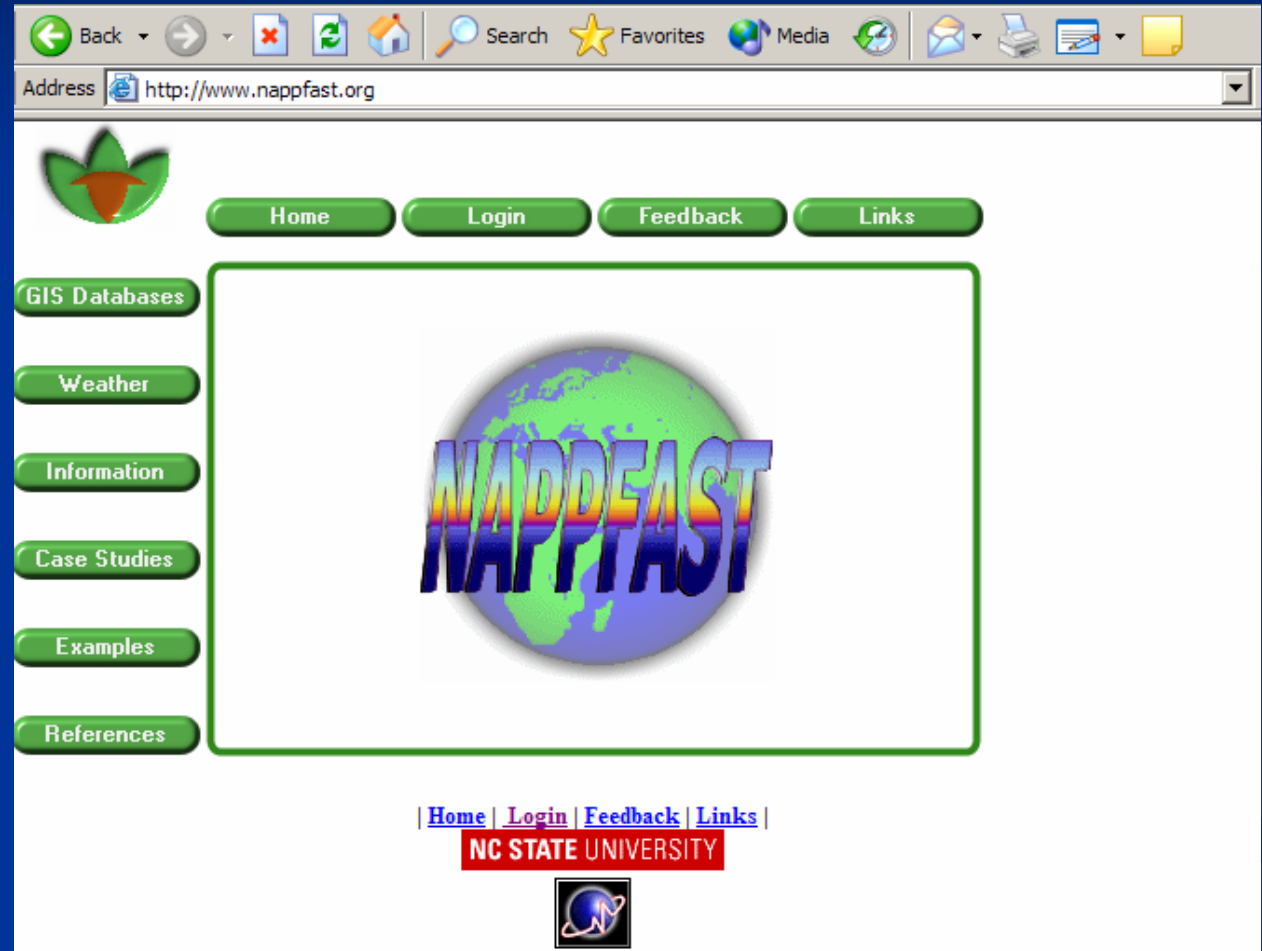 Back Search Favorites Media
Address http://www.nappfast.org
Home Login Feedback Links
GIS Databases
Weather
Information
Case Studies
Examples
References
NAPPFAST
| Home | Login | Feedback | Links |
NC STATE UNIVERSITY